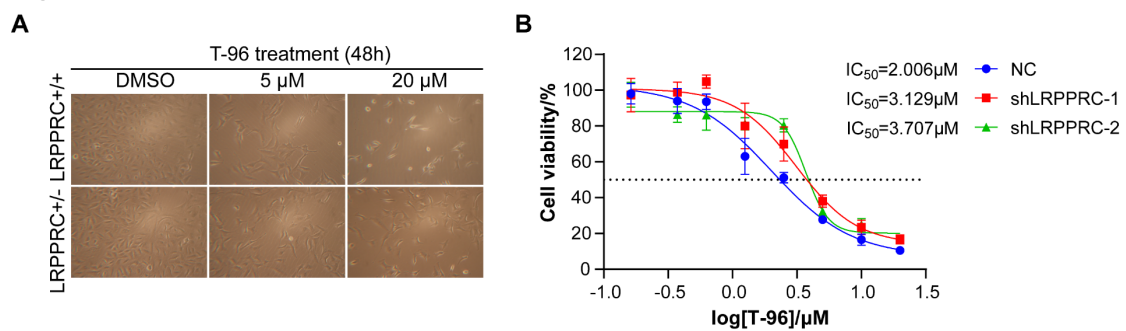 A
T-96 treatment (48h)
DMSO
5 µM
20 µM
LRPPRC+/+
LRPPRC+/-
B
120
100
80
60
40
20
0
Cell viability/%
-1.0
-0.5
0.0
0.5
1.0
1.5
log[T-96]/µM
IC50=2.006µM NC
IC50=3.129µM shLRPPRC-1
IC50=3.707µM shLRPPRC-2